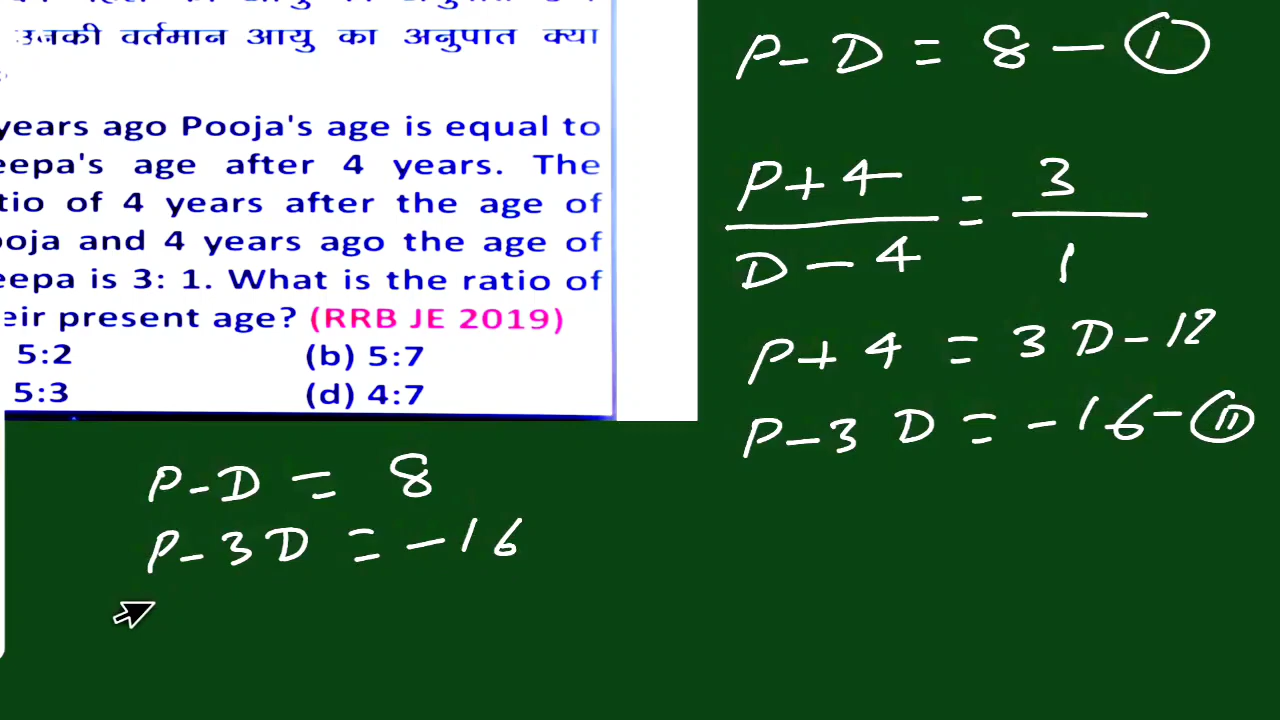 उनकी वर्तमान आयु का अनुपात क्या
years ago Pooja's age is equal to
eepa's age after 4 years. The
tio of 4 years after the age of
ooja and 4 years ago the age of
eepa is 3: 1. What is the ratio of
eir present age? (RRB JE 2019)
5:2 (b) 5:7
5:3 (d) 4:7
P - D = 8 — ①
P + 4 / D - 4 = 3 / 1
P + 4 = 3D - 12
P - 3D = -16 - ⑪
P - D = 8
P - 3D = -16